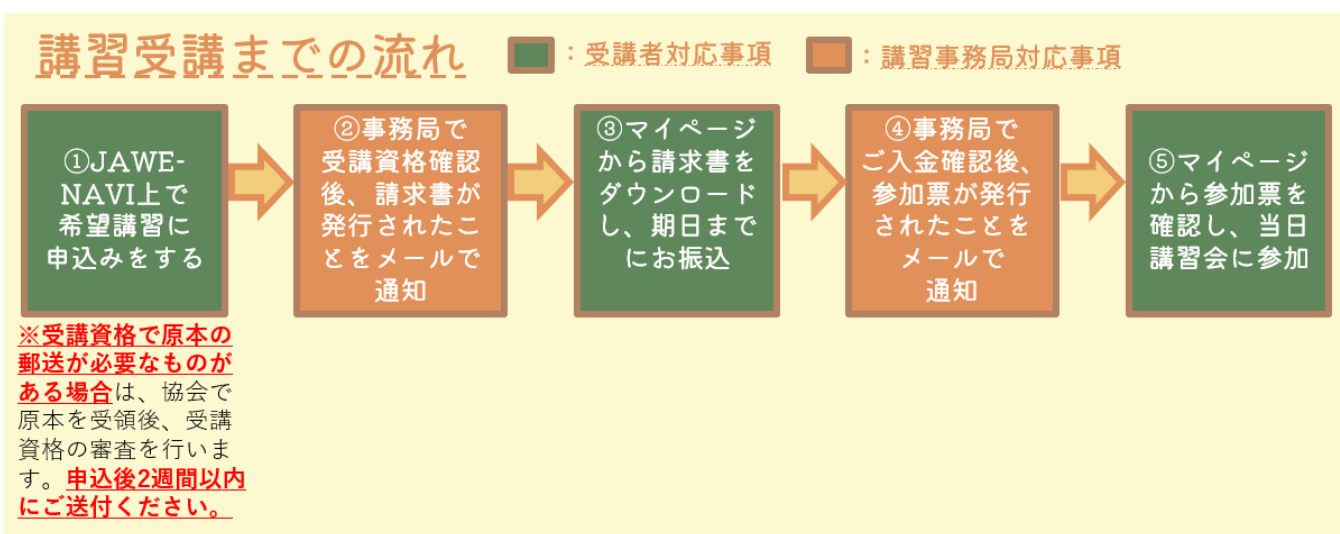 講習受講までの流れ
：受講者対応事項
：講習事務局対応事項
①JAWE-
NAVI上で
希望講習に
申込みをする
②事務局で
受講資格確認
後、請求書が
発行されたこ
とをメールで
通知
③マイページ
から請求書を
ダウンロード
し、期日まで
にお振込
④事務局で
ご入金確認後、
参加票が発行
されたことを
メールで
通知
⑤マイページ
から参加票を
確認し、当日
講習会に参加
※受講資格で原本の
郵送が必要なものが
ある場合は、協会で
原本を受領後、受講
資格の審査を行いま
す。申込後2週間以内
にご送付ください。